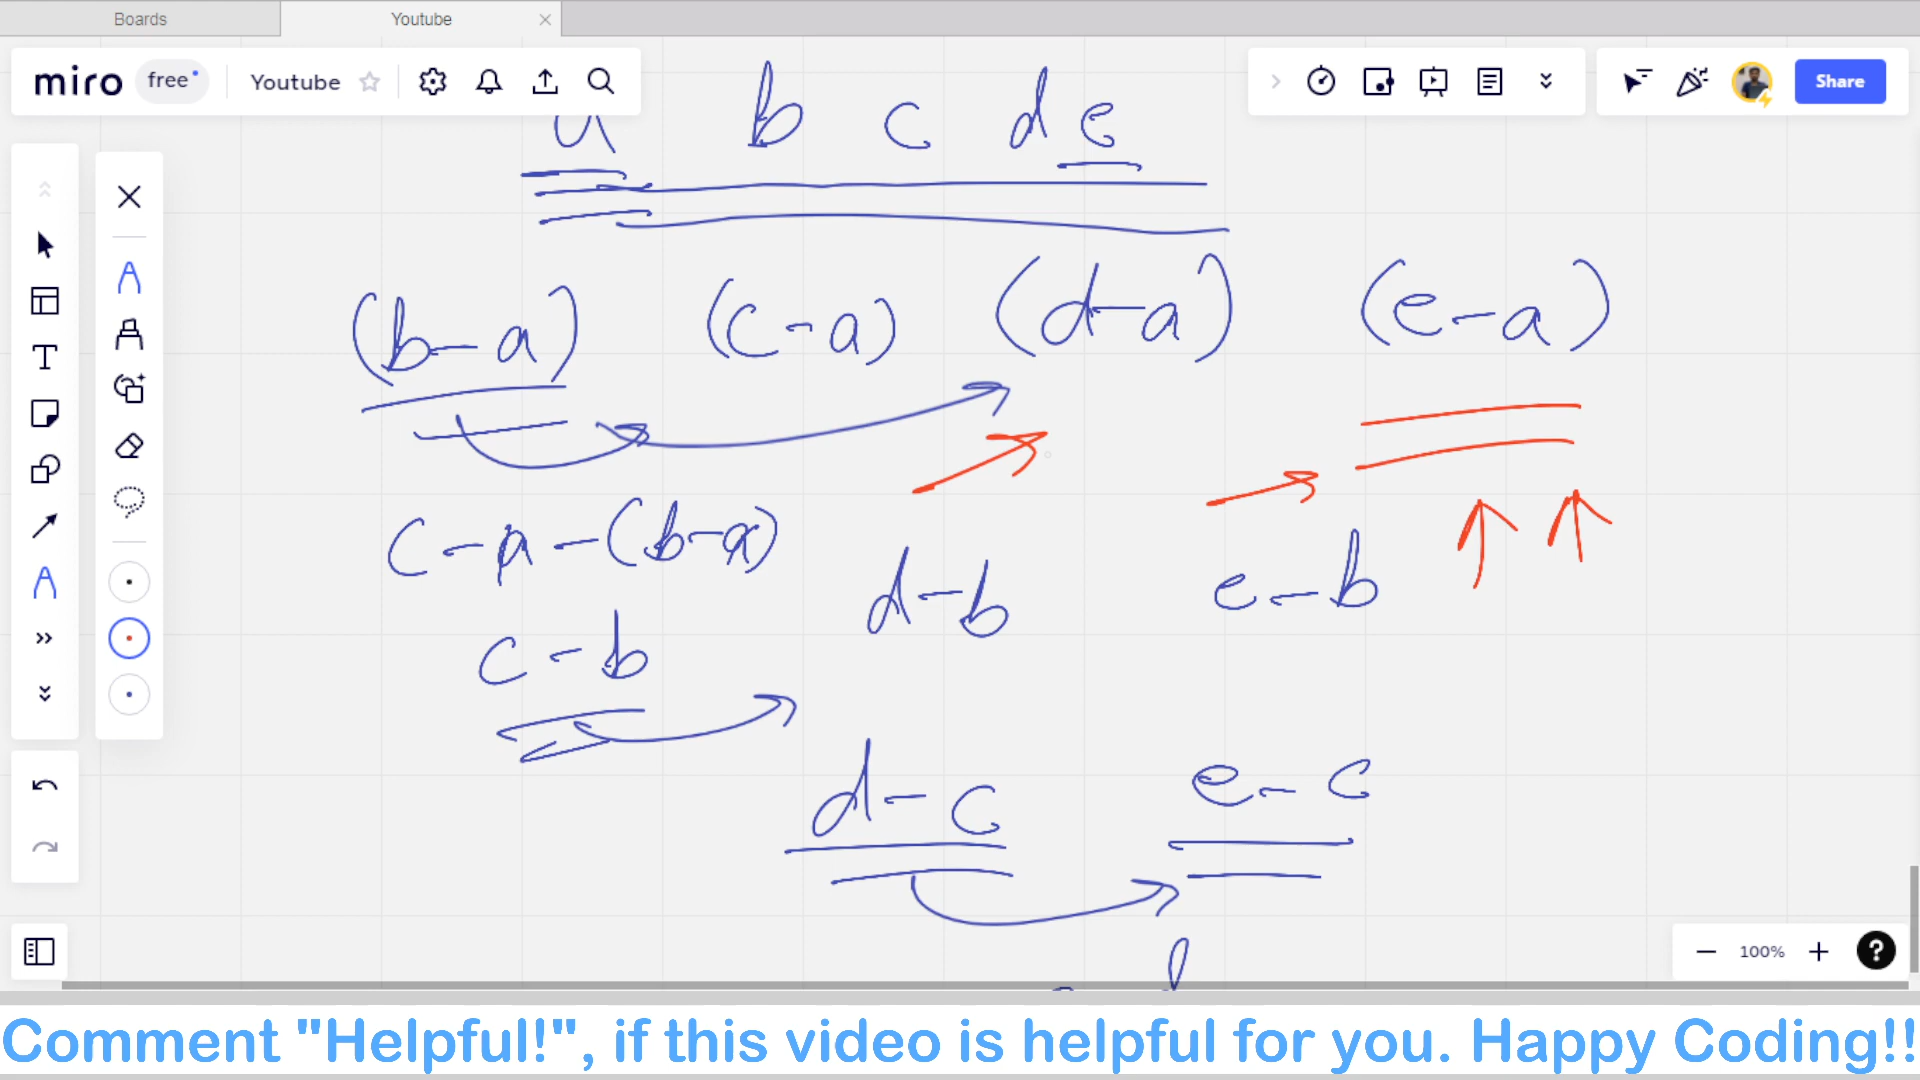 Boards Youtube
miro free Youtube Share
a b c d e
(b-a) (c-a) (d-a) (e-a)
c-a-(b-a) d-b e-b
c-b
d-c e-c
100%
Comment "Helpful!", if this video is helpful for you. Happy Coding!!